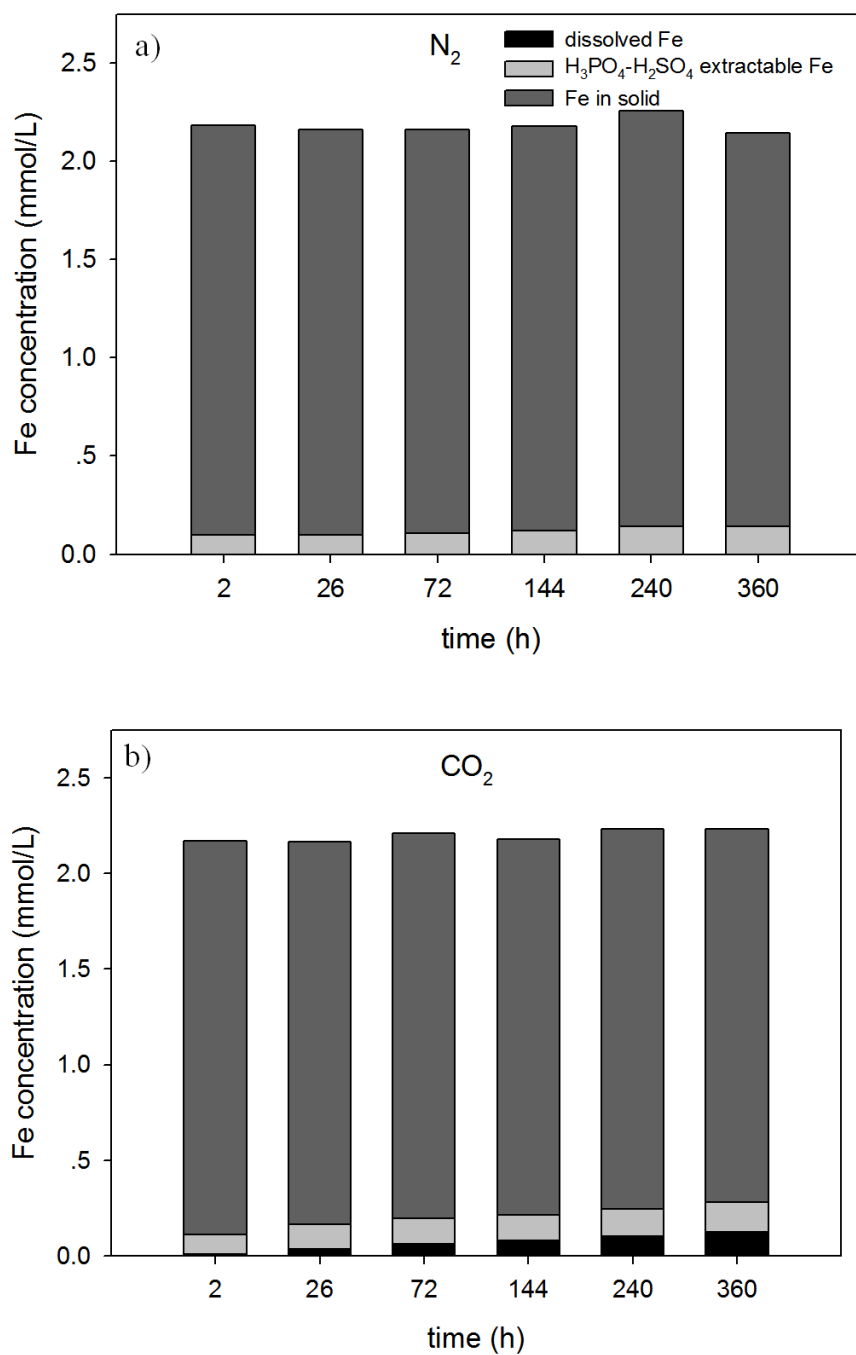 a)
N₂
dissolved Fe
H₃PO₄-H₂SO₄ extractable Fe
Fe in solid
Fe concentration (mmol/L)
2.5
2.0
1.5
1.0
.5
0.0
2 26 72 144 240 360
time (h)
b)
CO₂
Fe concentration (mmol/L)
2.5
2.0
1.5
1.0
.5
0.0
2 26 72 144 240 360
time (h)